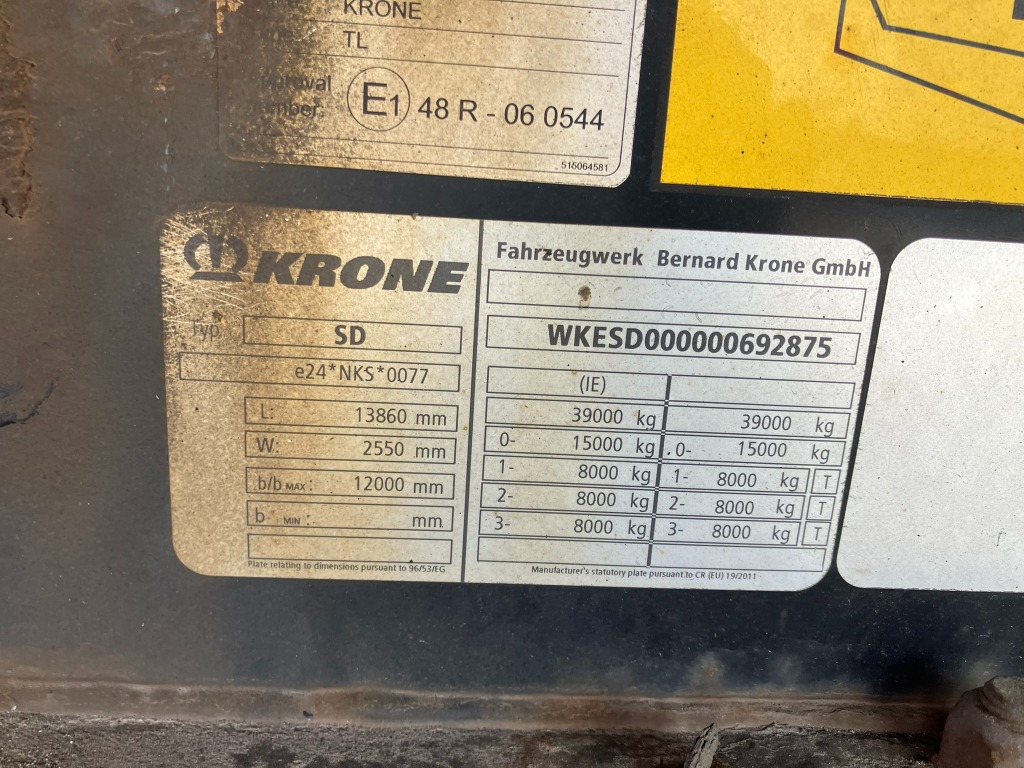 KRONE
TL
E1 48 R - 06 0544
515064581
KRONE
Fahrzeugwerk Bernard Krone GmbH
Typ
SD
WKESD000000692875
e24*NKS*0077
L: 13860 mm
W: 2550 mm
b/b MAX: 12000 mm
b MIN : mm
Plate relating to dimensions pursuant to 96/53/EG
(IE)
39000 kg 39000 kg
0- 15000 kg .0- 15000 kg
1- 8000 kg 1- 8000 kg T
2- 8000 kg 2- 8000 kg T
3- 8000 kg 3- 8000 kg T
Manufacturer's statutory plate pursuant to CR (EU) 19/2011